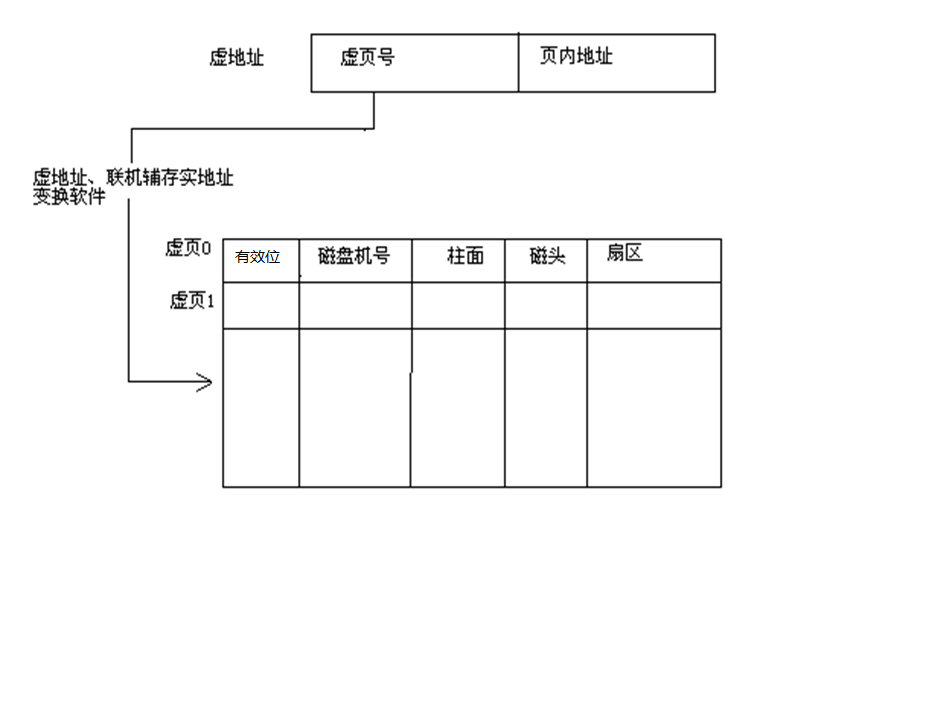 虚地址
虚页号
页内地址
虚地址、联机辅存实地址
变换软件
虚页0
有效位
磁盘机号
柱面
磁头
扇区
虚页1